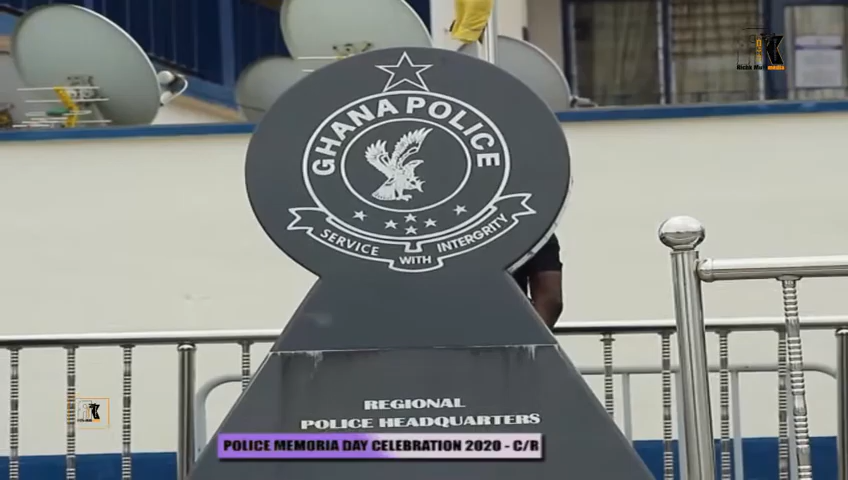 GHANA POLICE
SERVICE WITH INTERGRITY
REGIONAL
POLICE HEADQUARTERS
POLICE MEMORIA DAY CELEBRATION 2020 - C/R